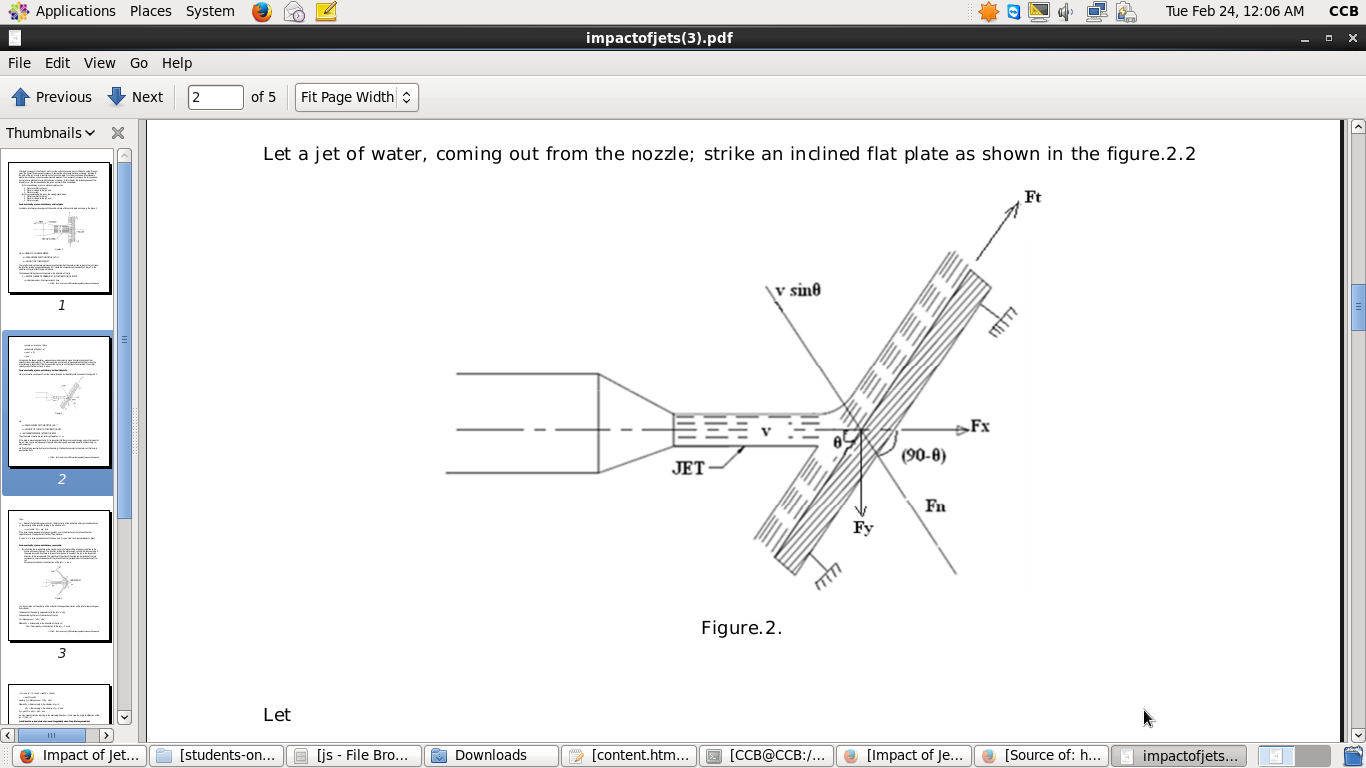 Applications Places System Tue Feb 24, 12:06 AM CCB
impactofjets(3).pdf
File Edit View Go Help
Previous Next 2 of 5 Fit Page Width
Thumbnails
1
2
3
Let a jet of water, coming out from the nozzle; strike an inclined flat plate as shown in the figure.2.2
Ft
v sinθ
v
Fx
θ
(90-θ)
JET
Fn
Fy
Figure.2.
Let
Impact of Jet... [students-on... [js - File Bro... Downloads [content.htm... [CCB@CCB:/... [Impact of Je... [Source of: h... impactofjets...